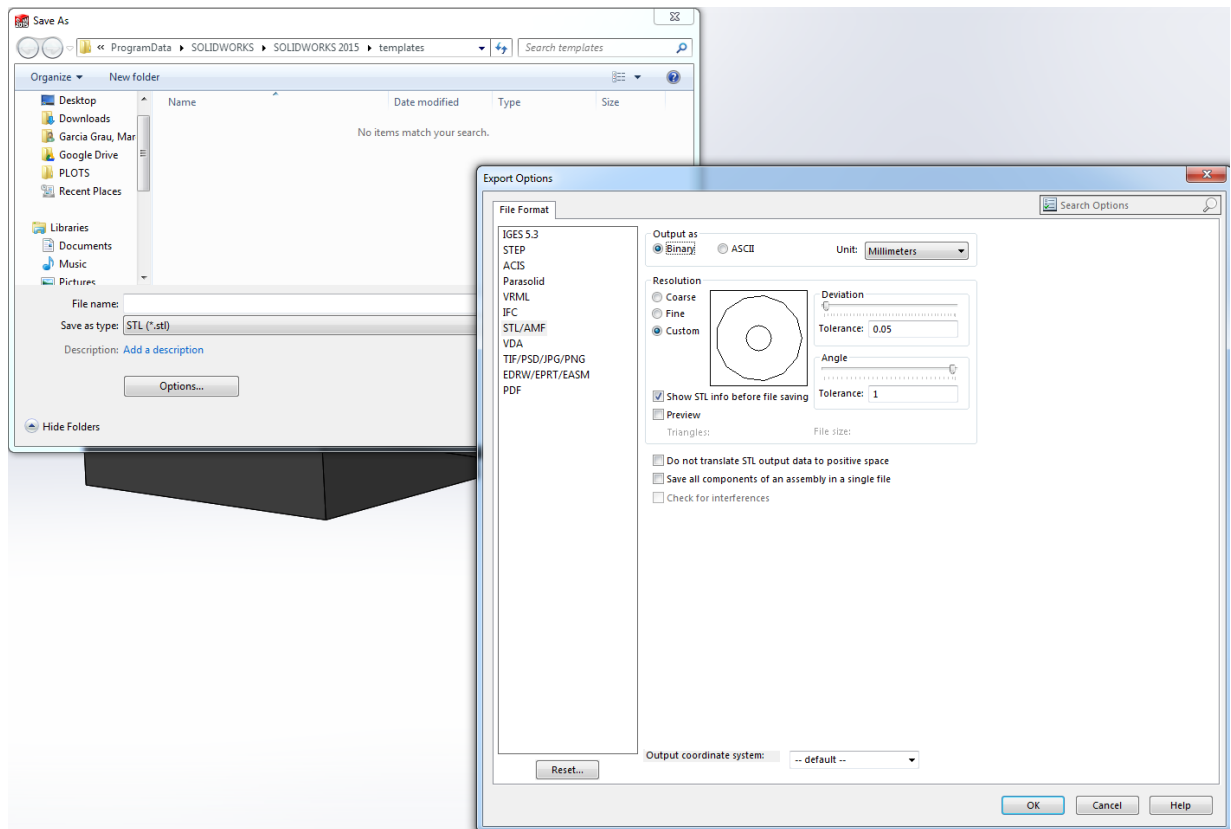 Save As
« ProgramData ▸ SOLIDWORKS ▸ SOLIDWORKS 2015 ▸ templates
Search templates
Organize
New folder
Name
Date modified
Type
Size
No items match your search.
Desktop
Downloads
Garcia Grau, Mar
Google Drive
PLOTS
Recent Places
Libraries
Documents
Music
Pictures
File name:
Save as type: STL (*.stl)
Description: Add a description
Options...
Hide Folders
Export Options
File Format
Search Options
IGES 5.3
STEP
ACIS
Parasolid
VRML
IFC
STL/AMF
VDA
TIF/PSD/JPG/PNG
EDRW/EPRT/EASM
PDF
Reset...
Output as
Binary
ASCII
Unit: Millimeters
Resolution
Coarse
Fine
Custom
Deviation
Tolerance: 0.05
Angle
Tolerance: 1
Show STL info before file saving
Preview
Triangles:
File size:
Do not translate STL output data to positive space
Save all components of an assembly in a single file
Check for interferences
Output coordinate system: -- default --
OK
Cancel
Help